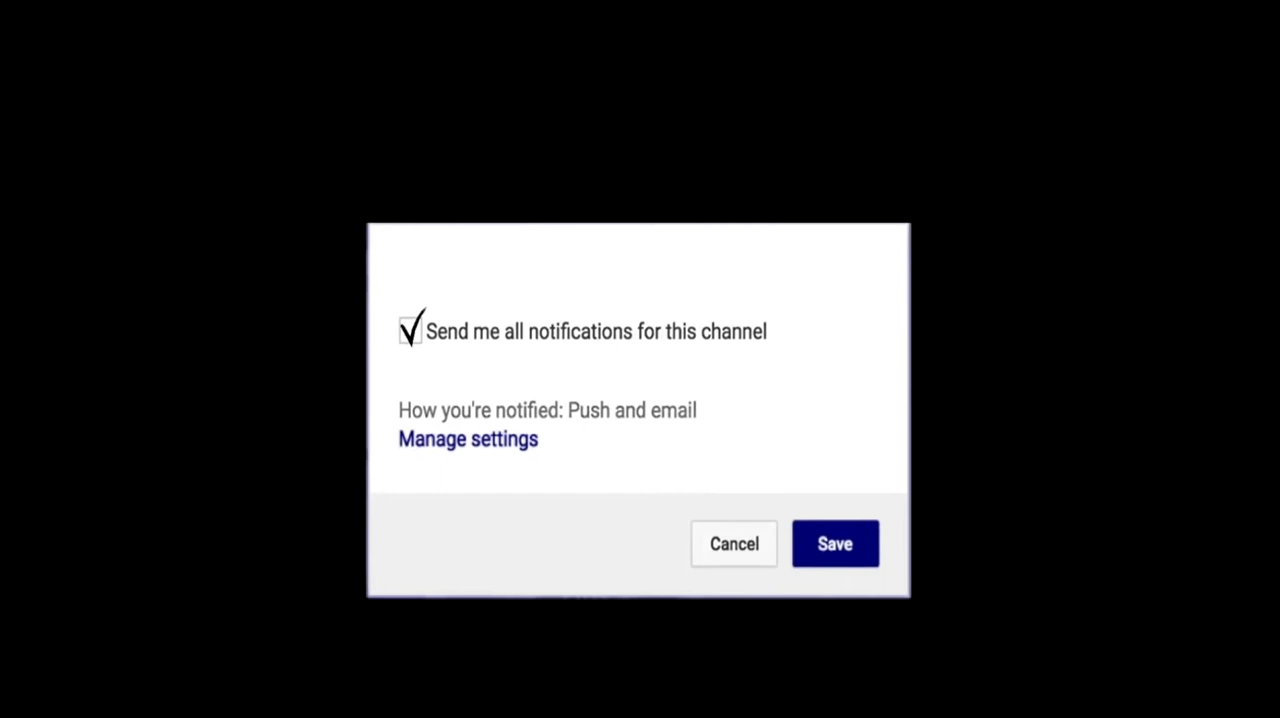 Send me all notifications for this channel
How you're notified: Push and email
Manage settings
Cancel Save